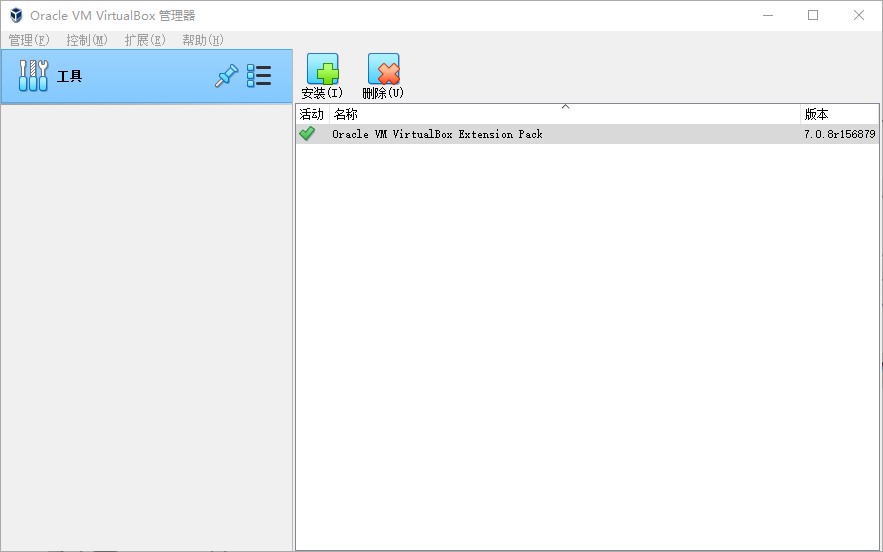 Oracle VM VirtualBox 管理器
管理(F) 控制(M) 扩展(E) 帮助(H)
工具
安装(I) 删除(U)
活动 名称 版本
Oracle VM VirtualBox Extension Pack 7.0.8r156879